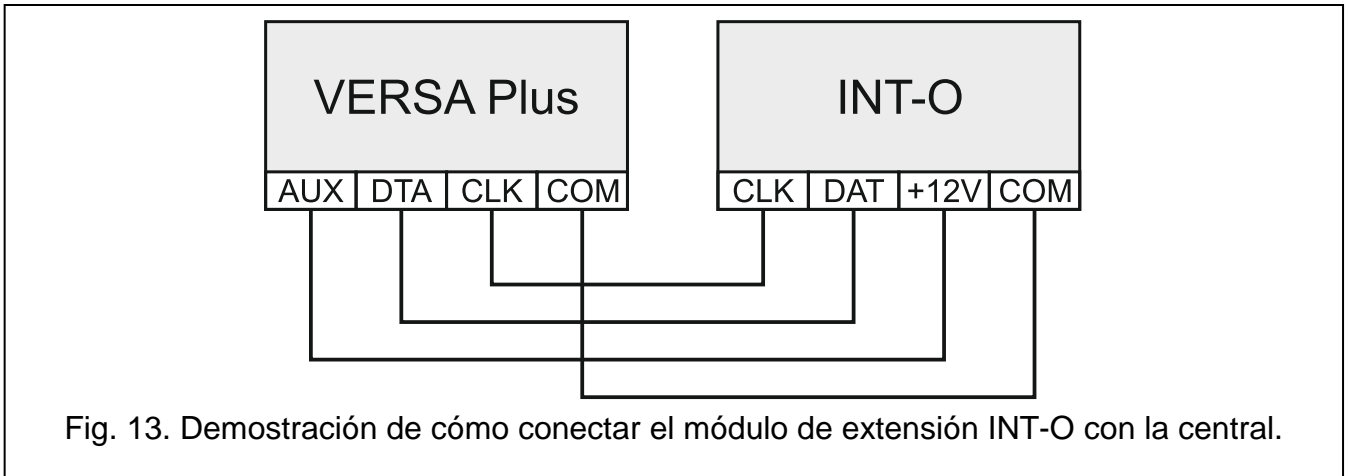 VERSA Plus
INT-O
AUX DTA CLK COM
CLK DAT +12V COM
Fig. 13. Demostración de cómo conectar el módulo de extensión INT-O con la central.